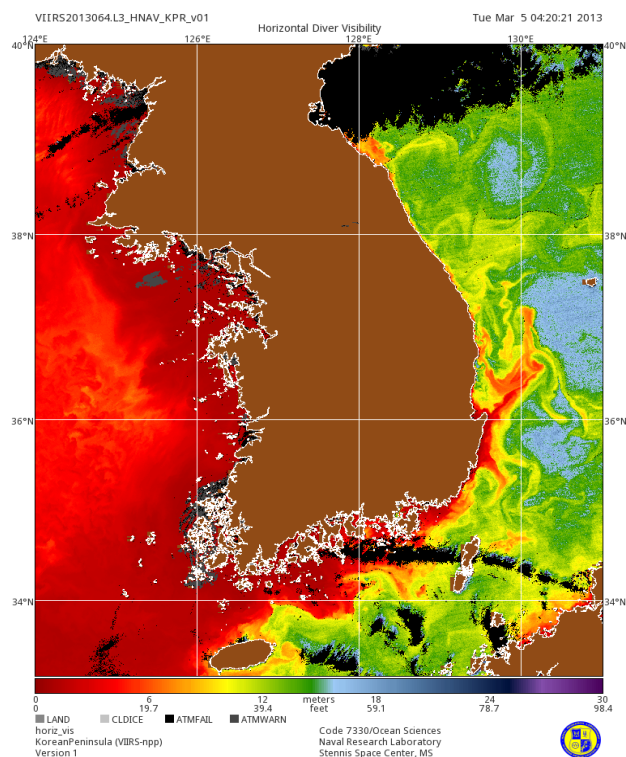 VIIRS2013064.L3_HNAV_KPR_v01
Tue Mar 5 04:20:21 2013
Horizontal Diver Visibility
124°E 126°E 128°E 130°E
40°N 40°N
38°N 38°N
36°N 36°N
34°N 34°N
0 6 12 meters 18 24 30
0 19.7 39.4 feet 59.1 78.7 98.4
LAND CLDICE ATMFAIL ATMWARN
horiz_vis
KoreanPeninsula (VIIRS-npp)
Version 1
Code 7330/Ocean Sciences
Naval Research Laboratory
Stennis Space Center, MS